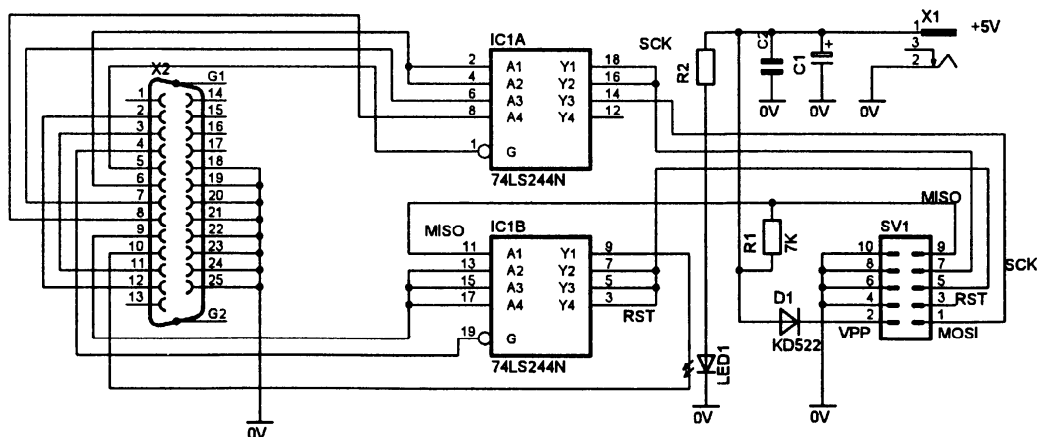 X2
G1
1
2
3
4
5
6
7
8
9
10
11
12
13
14
15
16
17
18
19
20
21
22
23
24
25
G2
0V
IC1A
2
4
6
8
1
A1
A2
A3
A4
G
Y1
Y2
Y3
Y4
18
16
14
12
74LS244N
SCK
IC1B
MISO
11
13
15
17
19
A1
A2
A3
A4
G
Y1
Y2
Y3
Y4
9
7
5
3
RST
74LS244N
R2
LED1
0V
C2
0V
C1
+
0V
X1
1
3
2
+5V
0V
R1
7K
D1
KD522
VPP
0V
SV1
10
8
6
4
2
9
7
5
3
1
MISO
SCK
RST
MOSI